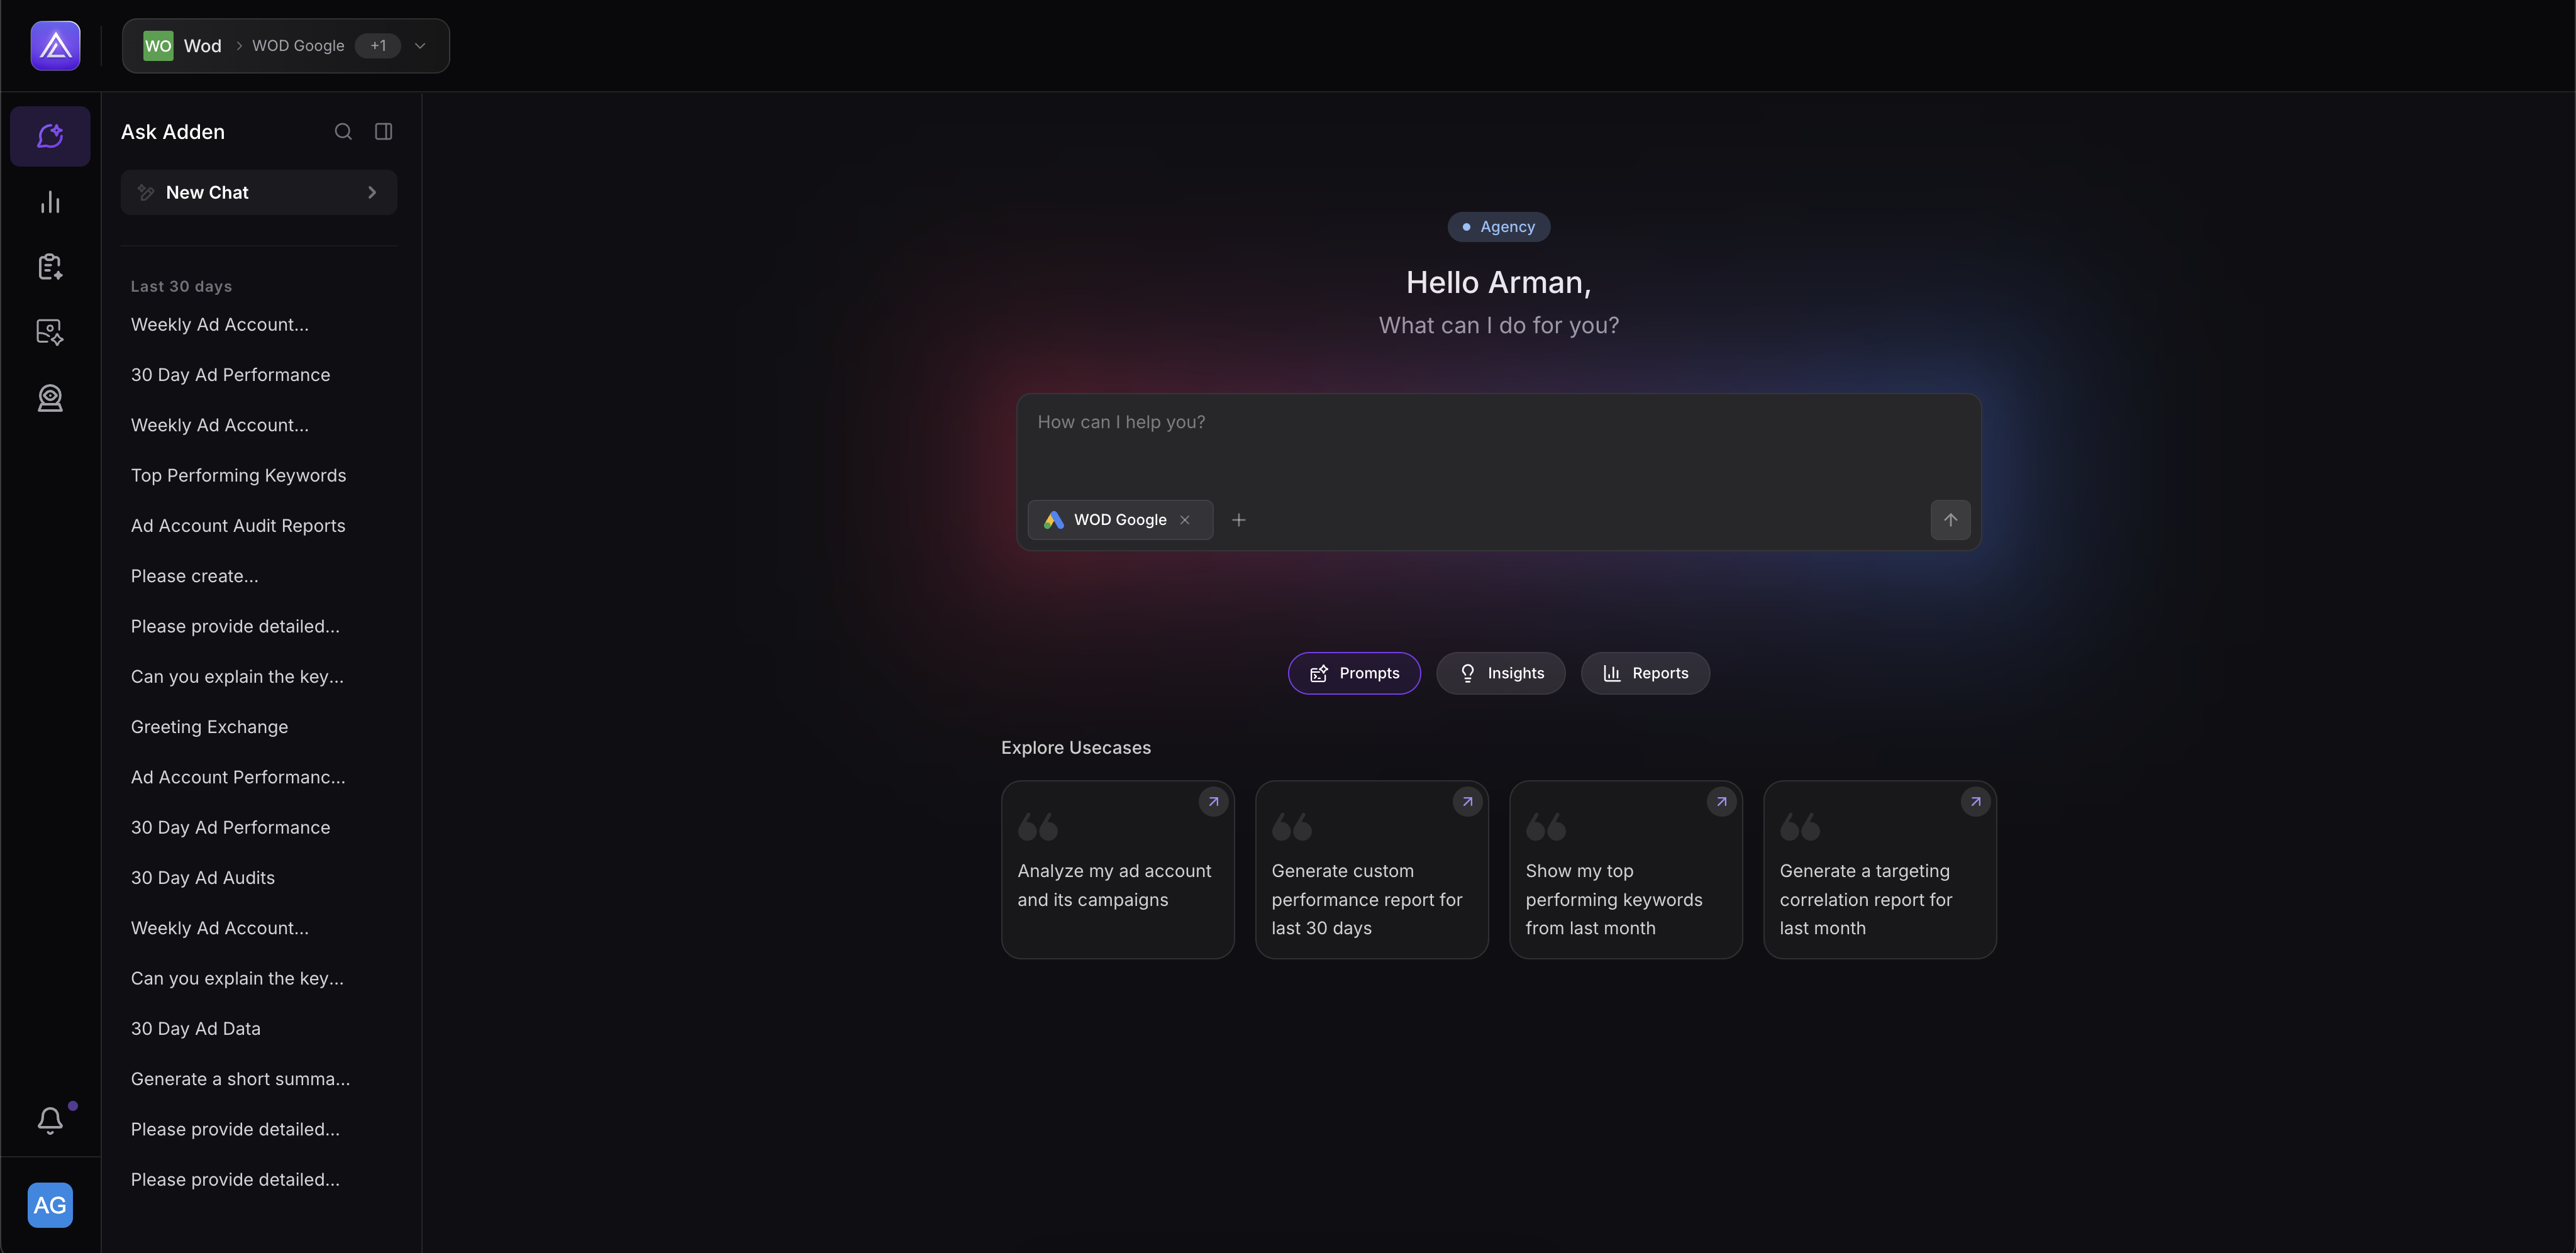 WO Wod > WOD Google +1
Ask Adden
New Chat
Last 30 days
Weekly Ad Account...
30 Day Ad Performance
Weekly Ad Account...
Top Performing Keywords
Ad Account Audit Reports
Please create...
Please provide detailed...
Can you explain the key...
Greeting Exchange
Ad Account Performanc...
30 Day Ad Performance
30 Day Ad Audits
Weekly Ad Account...
Can you explain the key...
30 Day Ad Data
Generate a short summa...
Please provide detailed...
Please provide detailed...
AG
Agency
Hello Arman,
What can I do for you?
How can I help you?
WOD Google
Prompts
Insights
Reports
Explore Usecases
Analyze my ad account
and its campaigns
Generate custom
performance report for
last 30 days
Show my top
performing keywords
from last month
Generate a targeting
correlation report for
last month